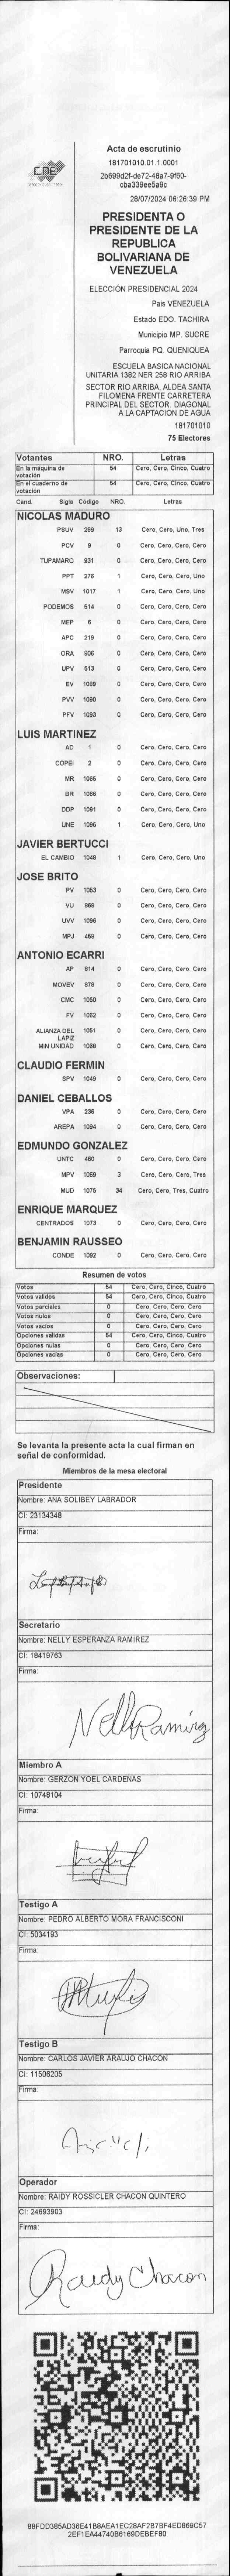 CNE
Acta de escrutinio
181701010.01.1.0001
2b699d2f-de72-48a7-9f60-
cba339ee5a9c
28/07/2024 06:26:39 PM
PRESIDENTA O
PRESIDENTE DE LA
REPUBLICA
BOLIVARIANA DE
VENEZUELA
ELECCIÓN PRESIDENCIAL 2024
País VENEZUELA
Estado EDO. TACHIRA
Municipio MP. SUCRE
Parroquia PQ. QUENIQUEA
ESCUELA BASICA NACIONAL
UNITARIA 1382 NER 258 RIO ARRIBA
SECTOR RIO ARRIBA, ALDEA SANTA
FILOMENA FRENTE CARRETERA
PRINCIPAL DEL SECTOR. DIAGONAL
A LA CAPTACION DE AGUA
181701010
75 Electores
Votantes NRO. Letras
En la máquina de votación 54 Cero, Cero, Cinco, Cuatro
En el cuaderno de votación 54 Cero, Cero, Cinco, Cuatro
Cand. Sigla Código NRO. Letras
NICOLAS MADURO
PSUV 269 13 Cero, Cero, Uno, Tres
PCV 9 0 Cero, Cero, Cero, Cero
TUPAMARO 931 0 Cero, Cero, Cero, Cero
PPT 276 1 Cero, Cero, Cero, Uno
MSV 1017 1 Cero, Cero, Cero, Uno
PODEMOS 514 0 Cero, Cero, Cero, Cero
MEP 6 0 Cero, Cero, Cero, Cero
APC 219 0 Cero, Cero, Cero, Cero
ORA 906 0 Cero, Cero, Cero, Cero
UPV 513 0 Cero, Cero, Cero, Cero
EV 1089 0 Cero, Cero, Cero, Cero
PVV 1090 0 Cero, Cero, Cero, Cero
PFV 1093 0 Cero, Cero, Cero, Cero
LUIS MARTINEZ
AD 1 0 Cero, Cero, Cero, Cero
COPEI 2 0 Cero, Cero, Cero, Cero
MR 1065 0 Cero, Cero, Cero, Cero
BR 1066 0 Cero, Cero, Cero, Cero
DDP 1091 0 Cero, Cero, Cero, Cero
UNE 1095 1 Cero, Cero, Cero, Uno
JAVIER BERTUCCI
EL CAMBIO 1048 1 Cero, Cero, Cero, Uno
JOSE BRITO
PV 1053 0 Cero, Cero, Cero, Cero
VU 969 0 Cero, Cero, Cero, Cero
UVV 1096 0 Cero, Cero, Cero, Cero
MPJ 459 0 Cero, Cero, Cero, Cero
ANTONIO ECARRI
AP 914 0 Cero, Cero, Cero, Cero
MOVEV 979 0 Cero, Cero, Cero, Cero
CMC 1050 0 Cero, Cero, Cero, Cero
FV 1062 0 Cero, Cero, Cero, Cero
ALIANZA DEL LAPIZ 1051 0 Cero, Cero, Cero, Cero
MIN UNIDAD 1068 0 Cero, Cero, Cero, Cero
CLAUDIO FERMIN
SPV 1049 0 Cero, Cero, Cero, Cero
DANIEL CEBALLOS
VPA 236 0 Cero, Cero, Cero, Cero
AREPA 1094 0 Cero, Cero, Cero, Cero
EDMUNDO GONZALEZ
UNTC 460 0 Cero, Cero, Cero, Cero
MPV 1069 3 Cero, Cero, Cero, Tres
MUD 1075 34 Cero, Cero, Tres, Cuatro
ENRIQUE MARQUEZ
CENTRADOS 1073 0 Cero, Cero, Cero, Cero
BENJAMIN RAUSSEO
CONDE 1092 0 Cero, Cero, Cero, Cero
Resumen de votos
Votos 54 Cero, Cero, Cinco, Cuatro
Votos validos 54 Cero, Cero, Cinco, Cuatro
Votos parciales 0 Cero, Cero, Cero, Cero
Votos nulos 0 Cero, Cero, Cero, Cero
Votos vacios 0 Cero, Cero, Cero, Cero
Opciones validas 54 Cero, Cero, Cinco, Cuatro
Opciones nulas 0 Cero, Cero, Cero, Cero
Opciones vacias 0 Cero, Cero, Cero, Cero
Observaciones:
Se levanta la presente acta la cual firman en
señal de conformidad.
Miembros de la mesa electoral
Presidente
Nombre: ANA SOLIBEY LABRADOR
CI: 23134348
Firma:
Secretario
Nombre: NELLY ESPERANZA RAMIREZ
CI: 18419763
Firma:
Nelly Ramirez
Miembro A
Nombre: GERZON YOEL CARDENAS
CI: 10748104
Firma:
Testigo A
Nombre: PEDRO ALBERTO MORA FRANCISCONI
CI: 5034193
Firma:
Testigo B
Nombre: CARLOS JAVIER ARAUJO CHACON
CI: 11506205
Firma:
Operador
Nombre: RAIDY ROSSICLER CHACON QUINTERO
CI: 24693903
Firma:
Raidy Chacon
88FDD385AD36E41B8AEA1EC28AF2B7BF4ED869C57
2EF1EA44740B6169DEBEF80